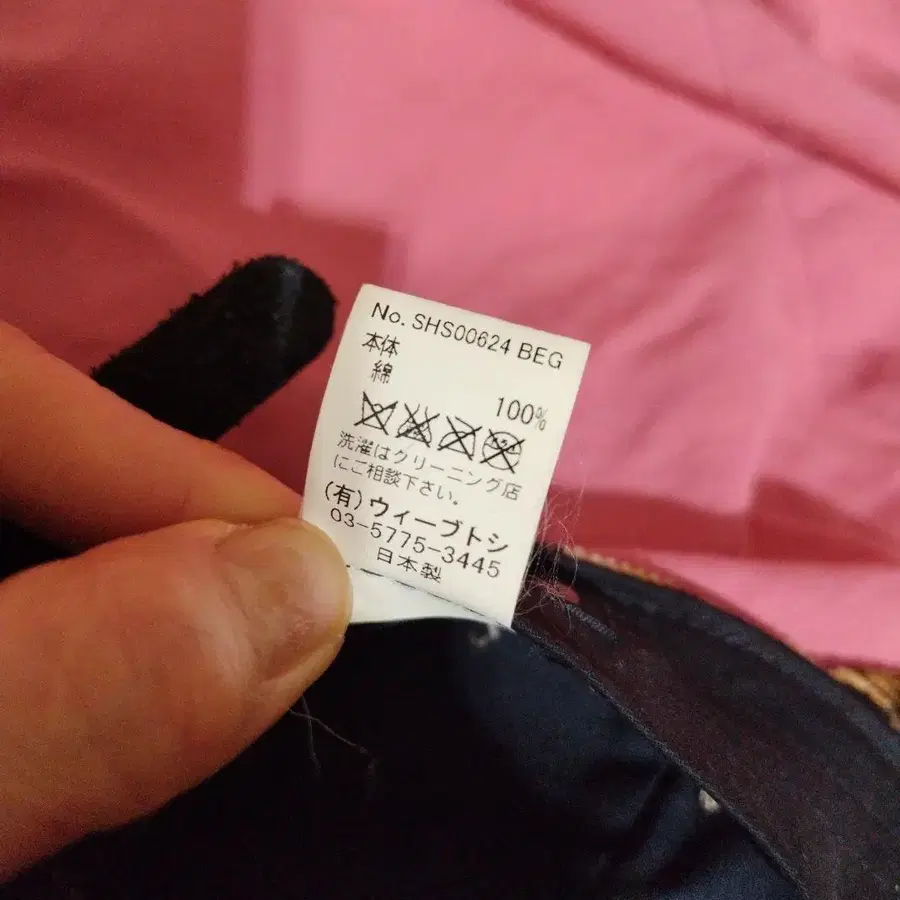 No. SHS00624 BEG
本体
綿
100%
洗濯はクリーニング店
にご相談下さい。
(有)ウィーブトシ
03-5775-3445
日本製